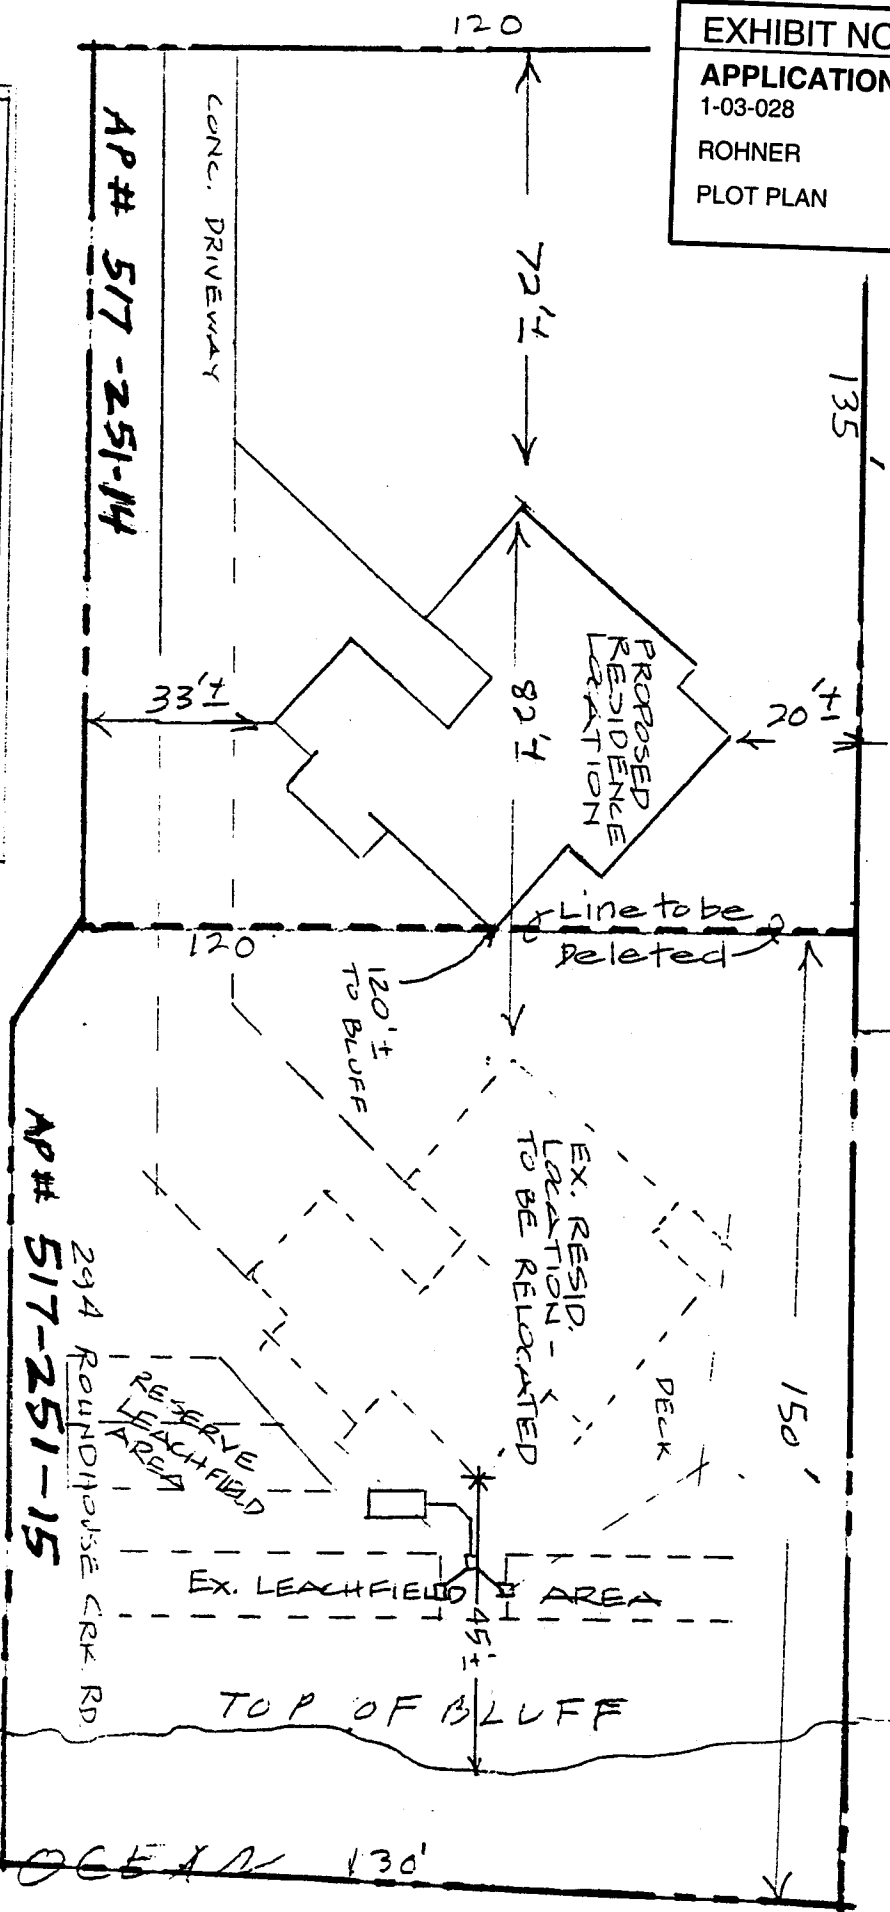 EXHIBIT NO
APPLICATION
1-03-028
ROHNER
PLOT PLAN
120
135'
72'±
CONC. DRIVEWAY
AP# 517-251-14
PROPOSED
RESIDENCE
LOCATION
33'±
82'±
20'±
Line to be
Deleted
120
120'±
TO BLUFF
EX. RESID.
LOCATION -
TO BE RELOCATED
DECK
150'
AP# 517-251-15
RESERVE
LEACHFIELD
AREA
ROUNDHOUSE CRK. RD
EX. LEACHFIELD AREA
45'±
TOP OF BLUFF
OCEAN 130'